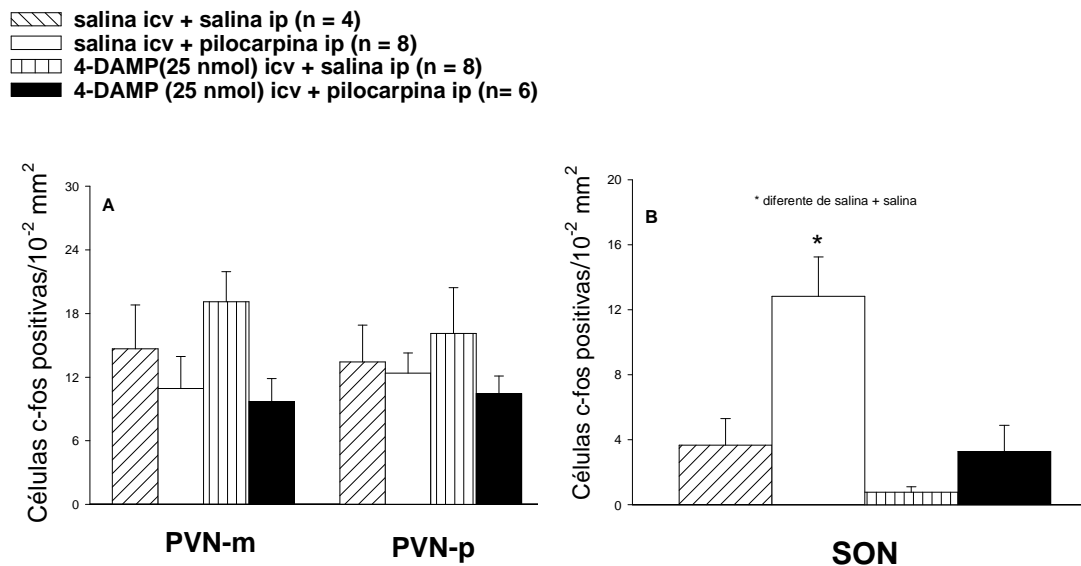 salina icv + salina ip (n = 4)
salina icv + pilocarpina ip (n = 8)
4-DAMP(25 nmol) icv + salina ip (n = 8)
4-DAMP (25 nmol) icv + pilocarpina ip (n= 6)
Células c-fos positivas/10⁻² mm²
30
24
18
12
6
0
A
PVN-m
PVN-p
Células c-fos positivas/10⁻² mm²
20
16
12
8
4
0
B
* diferente de salina + salina
*
SON